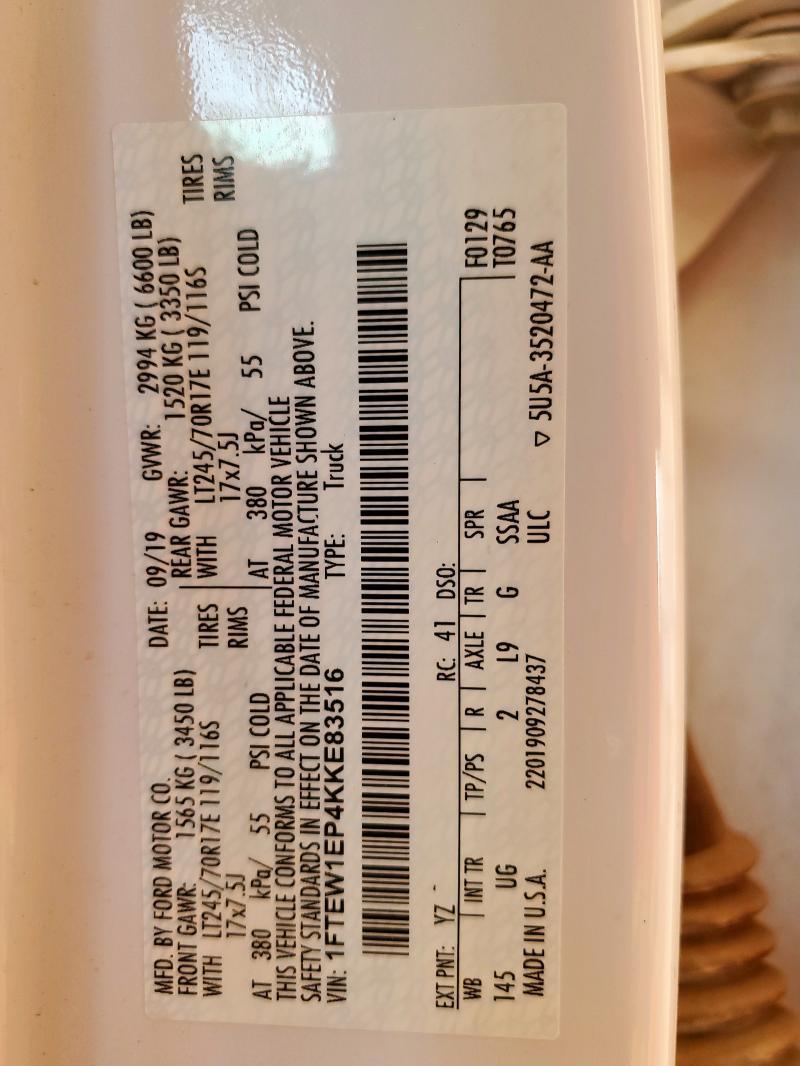 MFD. BY FORD MOTOR CO.
DATE: 09/19 GVWR: 2994 KG ( 6600 LB)
FRONT GAWR: 1565 KG ( 3450 LB) REAR GAWR: 1520 KG ( 3350 LB)
WITH LT245/70R17E 119/116S TIRES WITH LT245/70R17E 119/116S TIRES
17x7.5J RIMS 17x7.5J RIMS
AT 380 kPa/ 55 PSI COLD AT 380 kPa/ 55 PSI COLD
THIS VEHICLE CONFORMS TO ALL APPLICABLE FEDERAL MOTOR VEHICLE
SAFETY STANDARDS IN EFFECT ON THE DATE OF MANUFACTURE SHOWN ABOVE.
VIN: 1FTEW1EP4KKE83516 TYPE: Truck
EXT PNT: YZ RC: 41 DSO:
WB INT TR TP/PS R AXLE TR SPR F0129
145 UG 2 L9 G SSAA T0765
MADE IN U.S.A. 2201909278437 ULC ▽ 5U5A-3520472-AA